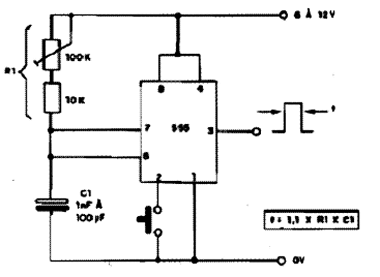 6 À 12V
R1
100K
10K
8
4
7
555
3
t
6
C1
1nF À
100 µF
2
1
t = 1,1 X R1 X C1
0V